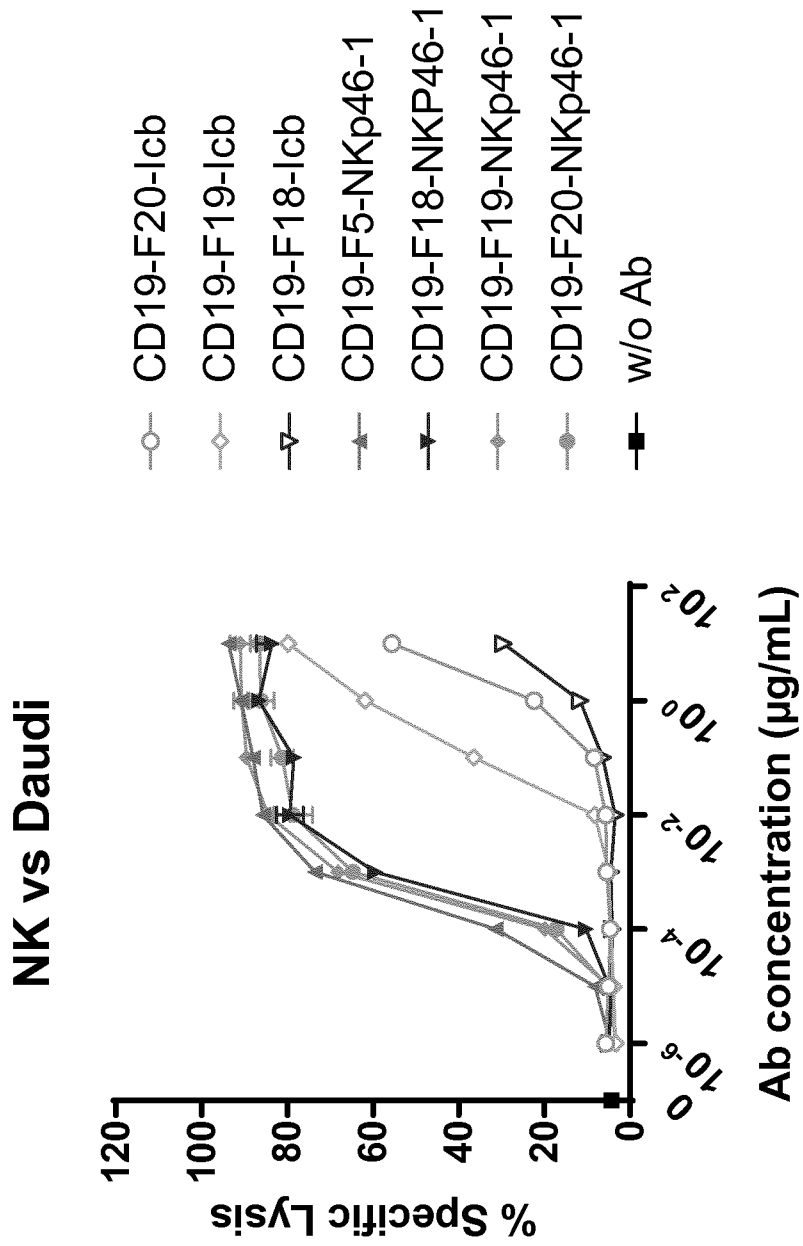 NK vs Daudi
% Specific Lysis
120
100
80
60
40
20
0
0
10-6
10-4
10-2
100
102
Ab concentration (µg/mL)
CD19-F20-Icb
CD19-F19-Icb
CD19-F18-Icb
CD19-F5-NKp46-1
CD19-F18-NKP46-1
CD19-F19-NKp46-1
CD19-F20-NKp46-1
w/o Ab